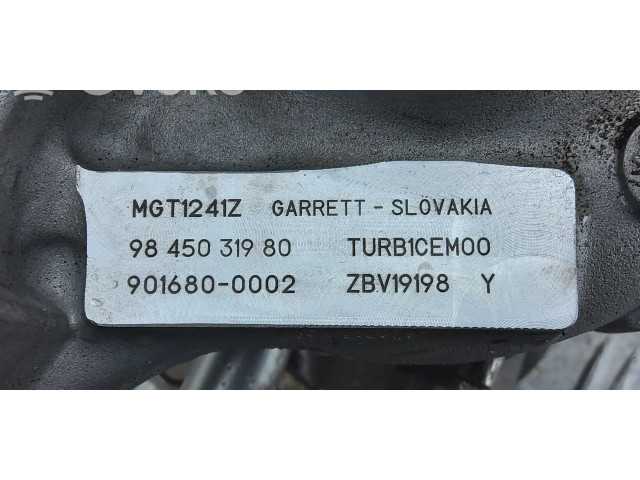 MGT1241Z GARRETT - SLOVAKIA
98 450 319 80 TURB1CEM00
901680-0002 ZBV19198 Y